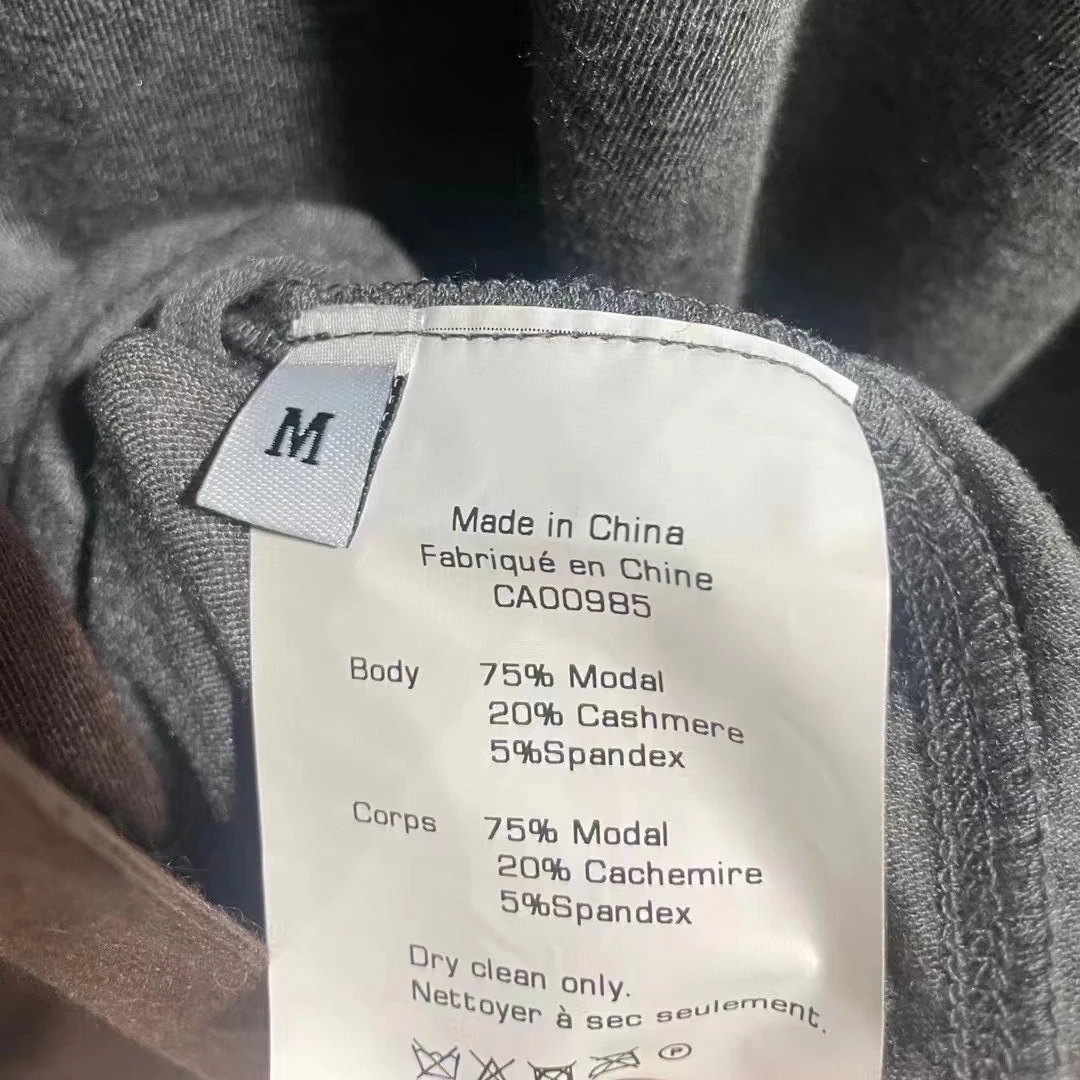 M
Made in China
Fabriqué en Chine
CA00985
Body 75% Modal
20% Cashmere
5%Spandex
Corps 75% Modal
20% Cachemire
5%Spandex
Dry clean only.
Nettoyer à sec seulement.
P